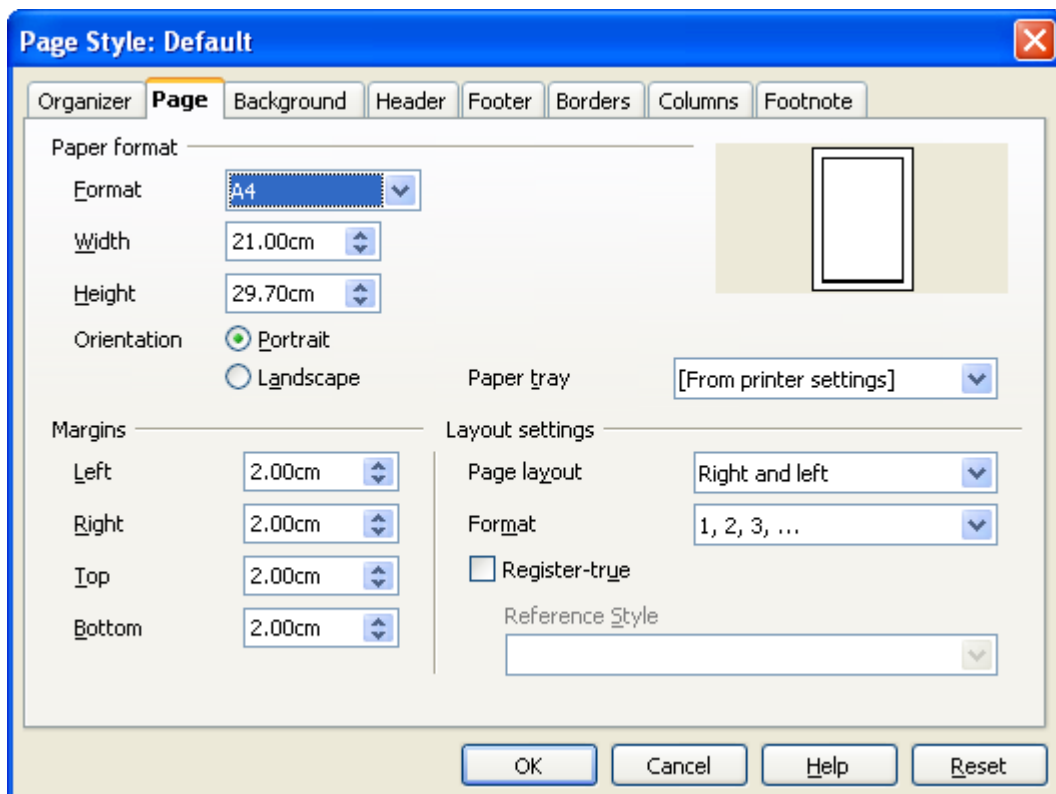 Page Style: Default
Organizer Page Background Header Footer Borders Columns Footnote
Paper format
Format A4
Width 21.00cm
Height 29.70cm
Orientation Portrait
Landscape Paper tray [From printer settings]
Margins Layout settings
Left 2.00cm Page layout Right and left
Right 2.00cm Format 1, 2, 3, ...
Top 2.00cm Register-true
Reference Style
Bottom 2.00cm
OK Cancel Help Reset